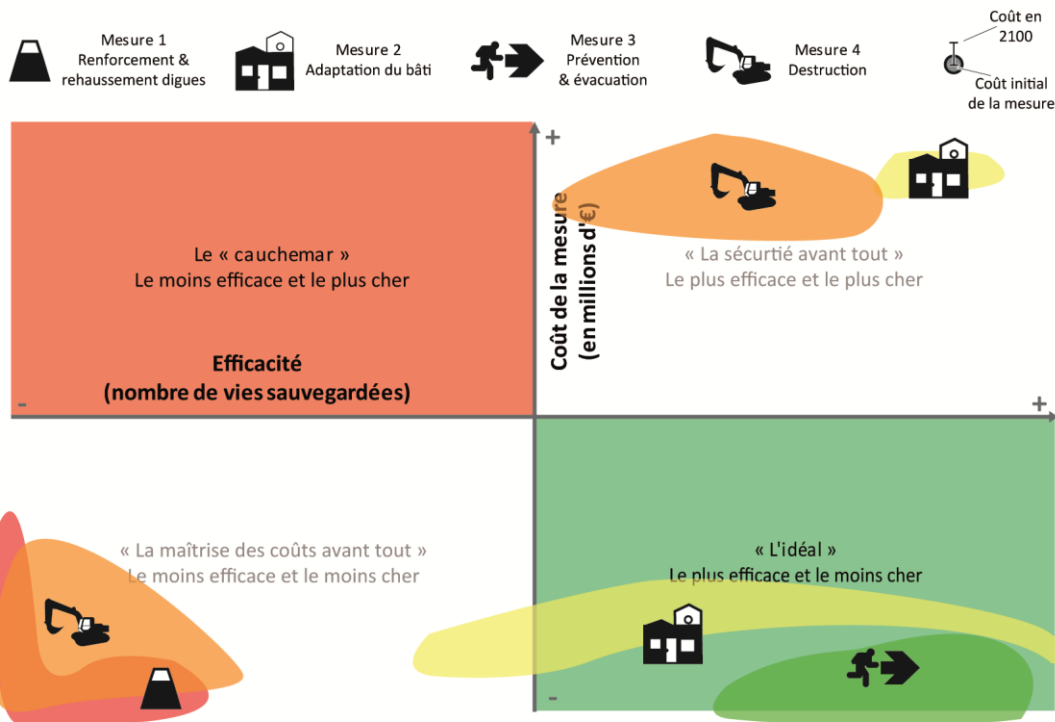 Mesure 1
Renforcement &
rehaussement digues
Mesure 2
Adaptation du bâti
Mesure 3
Prévention
& évacuation
Mesure 4
Destruction
Coût en
2100
Coût initial
de la mesure
+
Coût de la mesure
(en millions d'€)
Le « cauchemar »
Le moins efficace et le plus cher
« La sécurtié avant tout »
Le plus efficace et le plus cher
Efficacité
(nombre de vies sauvegardées)
-
+
« La maîtrise des coûts avant tout »
Le moins efficace et le moins cher
« L'idéal »
Le plus efficace et le moins cher
-